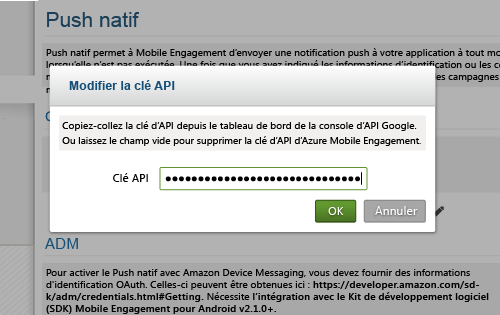 Push natif
Push natif permet à Mobile Engagement d'envoyer une notification push à votre application à tout mo
lorsqu'elle n'est pas exécutée. Une fois que vous avez indiqué les informations d'identification ou les ce
es campagnes
Modifier la clé API
Copiez-collez la clé d'API depuis le tableau de bord de la console d'API Google.
Ou laissez le champ vide pour supprimer la clé d'API d'Azure Mobile Engagement.
Clé API
OK Annuler
ADM
Pour activer le Push natif avec Amazon Device Messaging, vous devez fournir des informations
d'identification OAuth. Celles-ci peuvent être obtenues ici : https://developer.amazon.com/sd-
k/adm/credentials.html#Getting. Nécessite l'intégration avec le Kit de développement logiciel
(SDK) Mobile Engagement pour Android v2.1.0+.